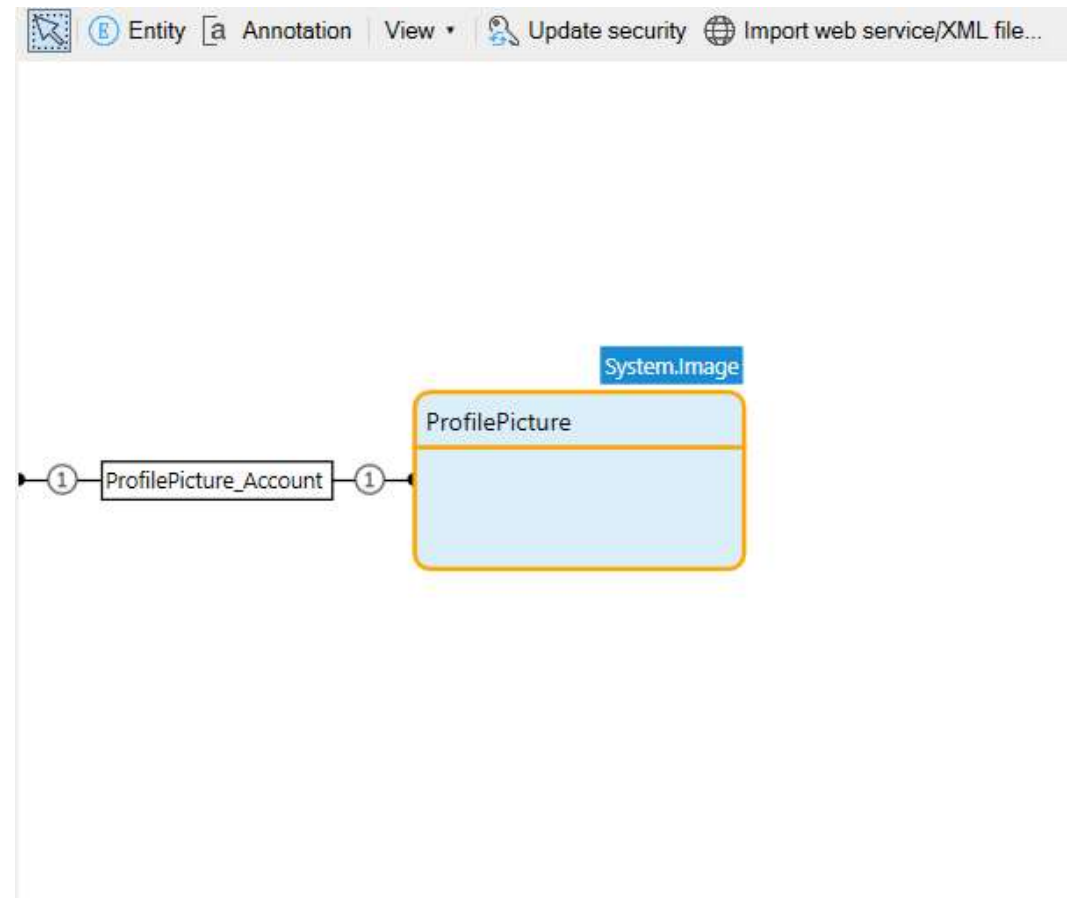 Entity a Annotation View Update security Import web service/XML file...
System.Image
ProfilePicture
1 ProfilePicture_Account 1